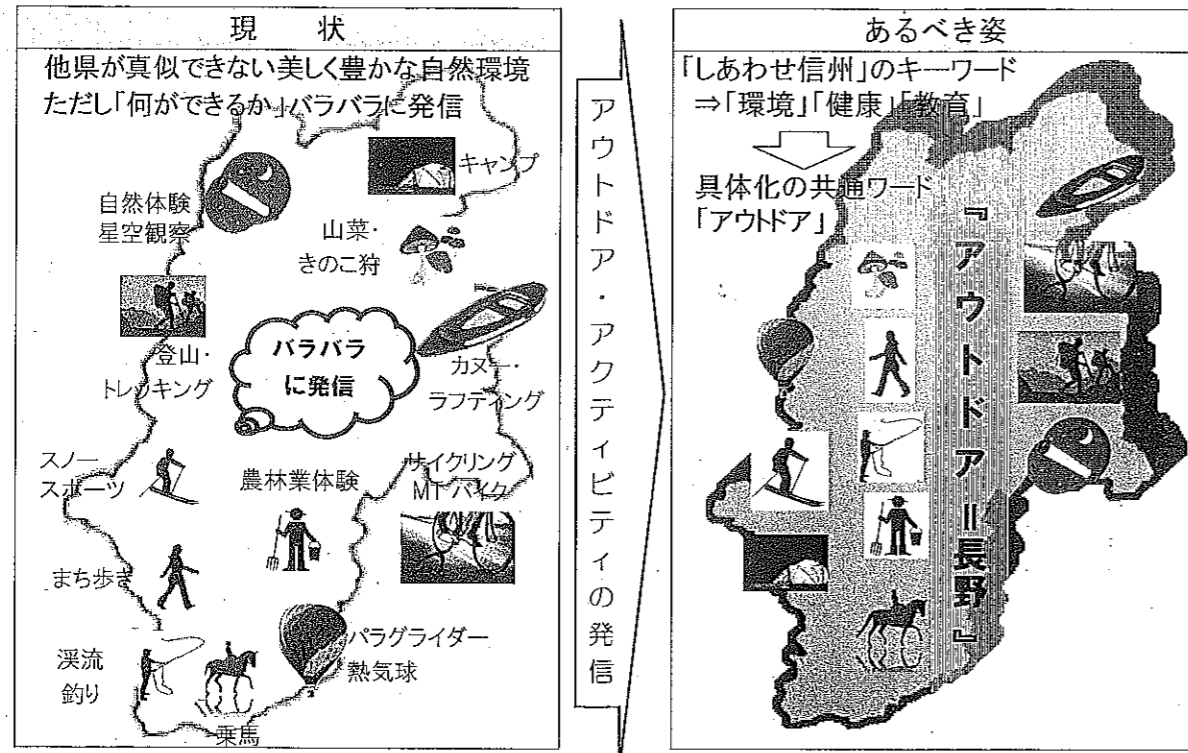 現状
他県が真似できない美しく豊かな自然環境
ただし「何ができるか」バラバラに発信
キャンプ
自然体験
星空観察
山菜・
きのこ狩
登山・
トレッキング
バラバラ
に発信
カヌー・
ラフティング
スノー
スポーツ
農林業体験
サイクリング
MTバイク
まち歩き
パラグライダー
熱気球
渓流
釣り
乗馬
アウトドア・アクティビティの発信
あるべき姿
「しあわせ信州」のキーワード
⇒「環境」「健康」「教育」
具体化の共通ワード
「アウトドア」
『アウトドア＝長野』